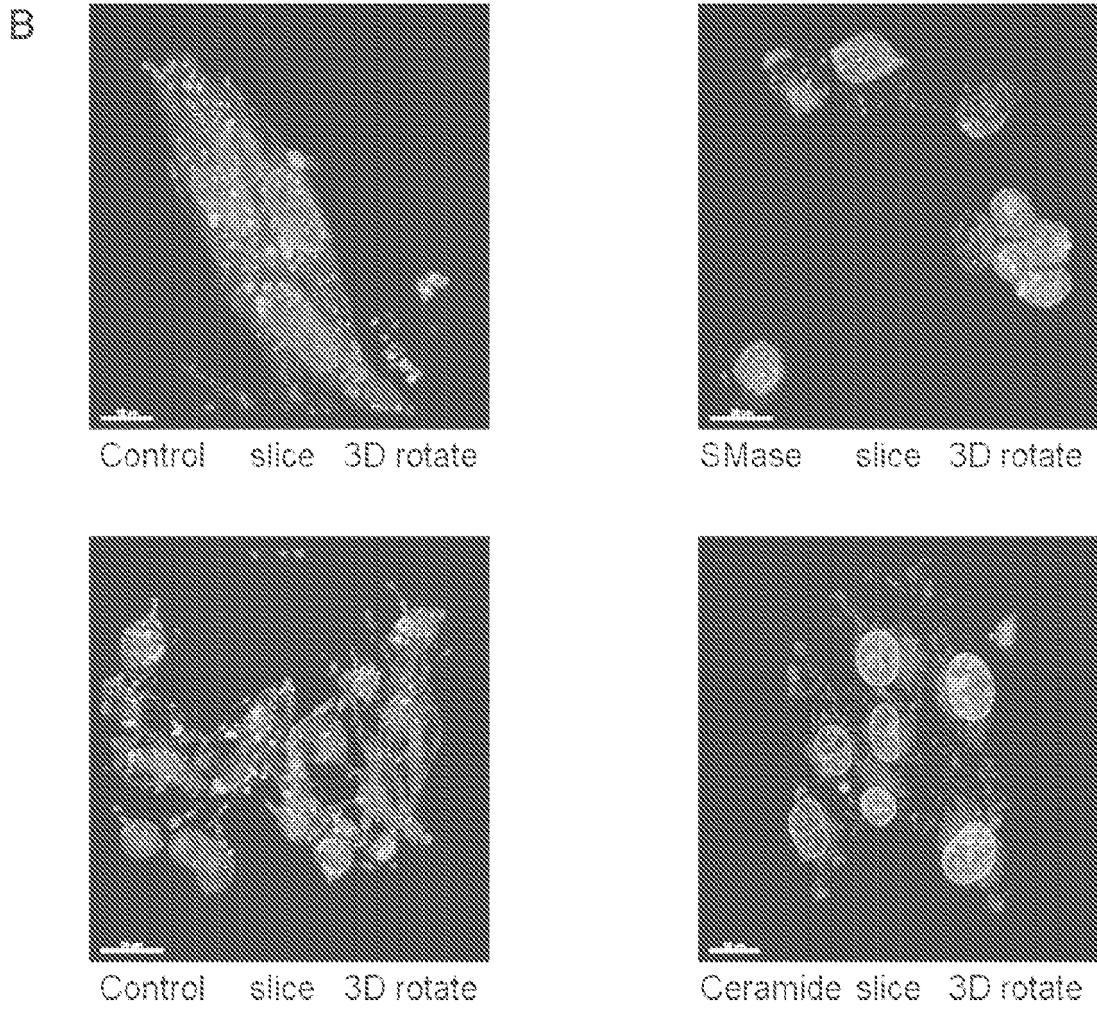 B
Control slice 3D rotate
SMase slice 3D rotate
Control slice 3D rotate
Ceramide slice 3D rotate